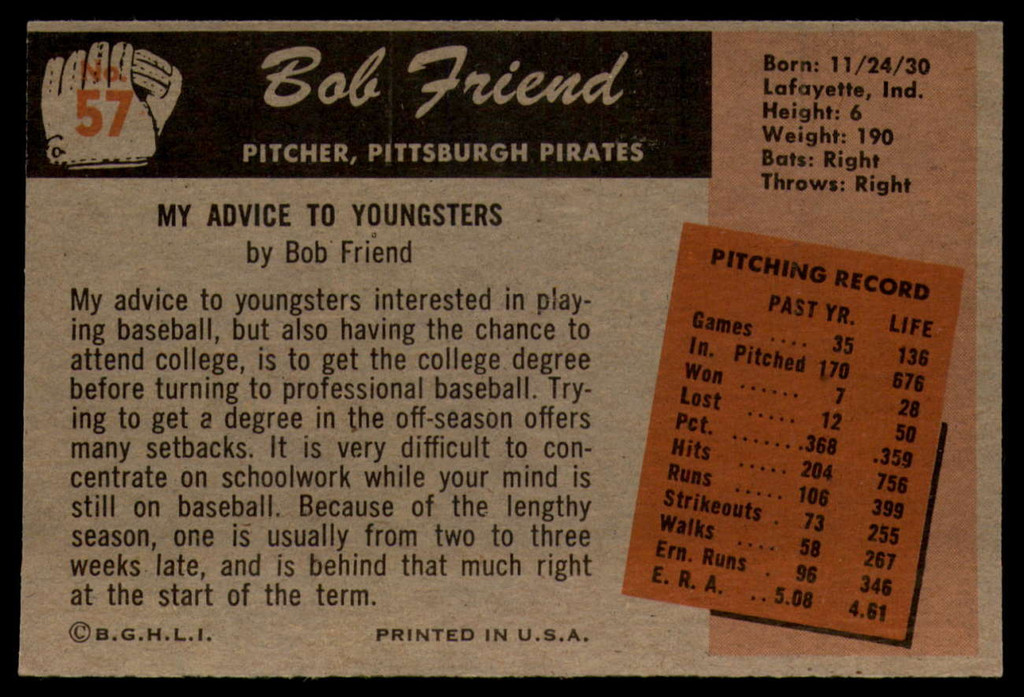 No.
57
Bob Friend
PITCHER, PITTSBURGH PIRATES
Born: 11/24/30
Lafayette, Ind.
Height: 6
Weight: 190
Bats: Right
Throws: Right
MY ADVICE TO YOUNGSTERS
by Bob Friend
My advice to youngsters interested in play-
ing baseball, but also having the chance to
attend college, is to get the college degree
before turning to professional baseball. Try-
ing to get a degree in the off-season offers
many setbacks. It is very difficult to con-
centrate on schoolwork while your mind is
still on baseball. Because of the lengthy
season, one is usually from two to three
weeks late, and is behind that much right
at the start of the term.
PITCHING RECORD
PAST YR. LIFE
Games .... 35 136
In. Pitched 170 676
Won ...... 7 28
Lost ..... 12 50
Pct. ....... .368 .359
Hits ..... 204 756
Runs ..... 106 399
Strikeouts . 73 255
Walks .... 58 267
Ern. Runs . 96 346
E. R. A. .. 5.08 4.61
© B.G.H.L.I. PRINTED IN U.S.A.